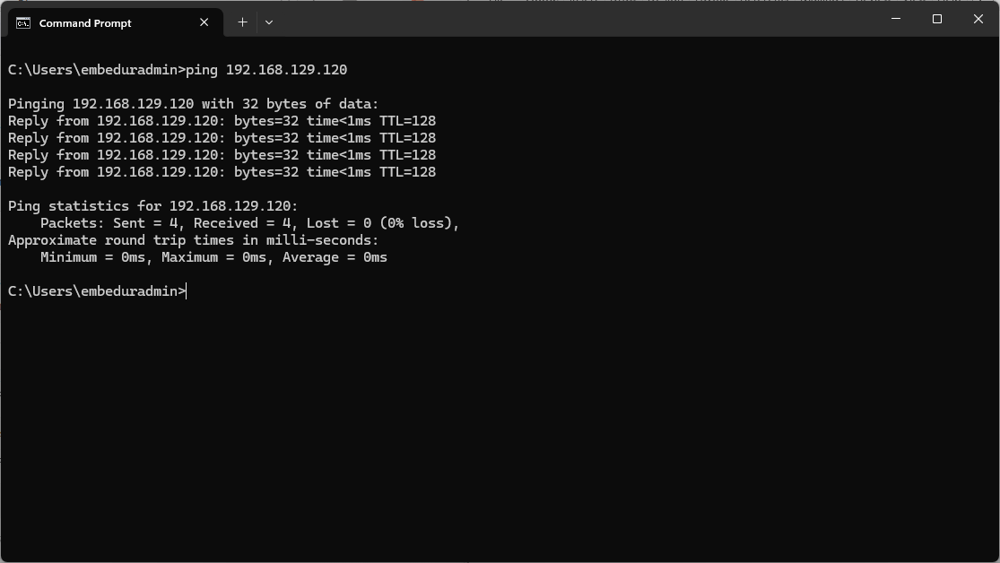 Command Prompt
C:\Users\embeduradmin>ping 192.168.129.120
Pinging 192.168.129.120 with 32 bytes of data:
Reply from 192.168.129.120: bytes=32 time<1ms TTL=128
Reply from 192.168.129.120: bytes=32 time<1ms TTL=128
Reply from 192.168.129.120: bytes=32 time<1ms TTL=128
Reply from 192.168.129.120: bytes=32 time<1ms TTL=128
Ping statistics for 192.168.129.120:
Packets: Sent = 4, Received = 4, Lost = 0 (0% loss),
Approximate round trip times in milli-seconds:
Minimum = 0ms, Maximum = 0ms, Average = 0ms
C:\Users\embeduradmin>